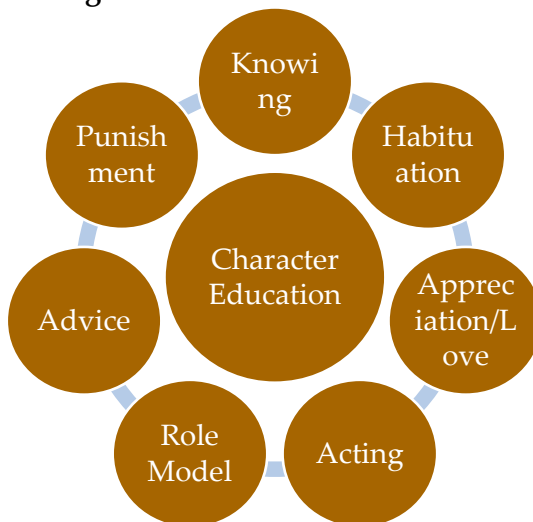 Knowi
ng
Habitu
ation
Apprec
iation/L
ove
Acting
Role
Model
Advice
Punish
ment
Character
Education